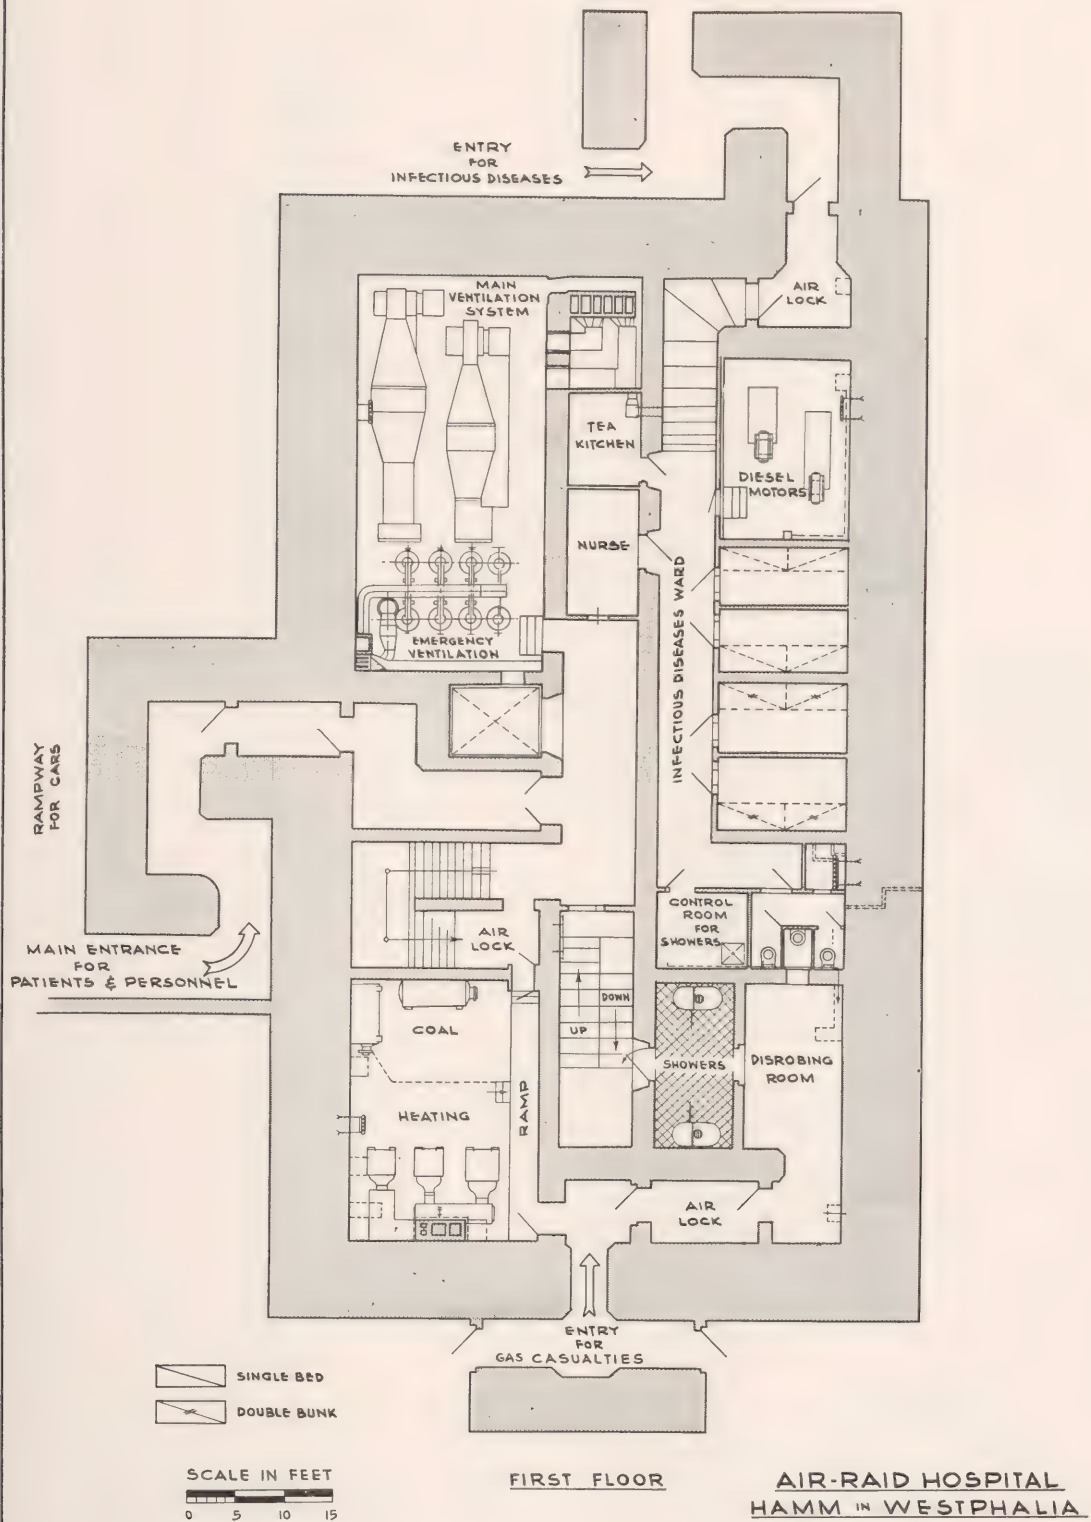 ENTRY
FOR
INFECTIOUS DISEASES
MAIN
VENTILATION
SYSTEM
AIR
LOCK
TEA
KITCHEN
DIESEL
MOTORS
NURSE
INFECTIOUS DISEASES WARD
EMERGENCY
VENTILATION
RAMPWAY
FOR CARS
CONTROL
ROOM
FOR
SHOWERS
AIR
LOCK
MAIN ENTRANCE
FOR
PATIENTS & PERSONNEL
COAL
UP
DOWN
SHOWERS
DISROBING
ROOM
HEATING
RAMP
AIR
LOCK
ENTRY
FOR
GAS CASUALTIES
SINGLE BED
DOUBLE BUNK
SCALE IN FEET
0 5 10 15
FIRST FLOOR
AIR-RAID HOSPITAL
HAMM IN WESTPHALIA